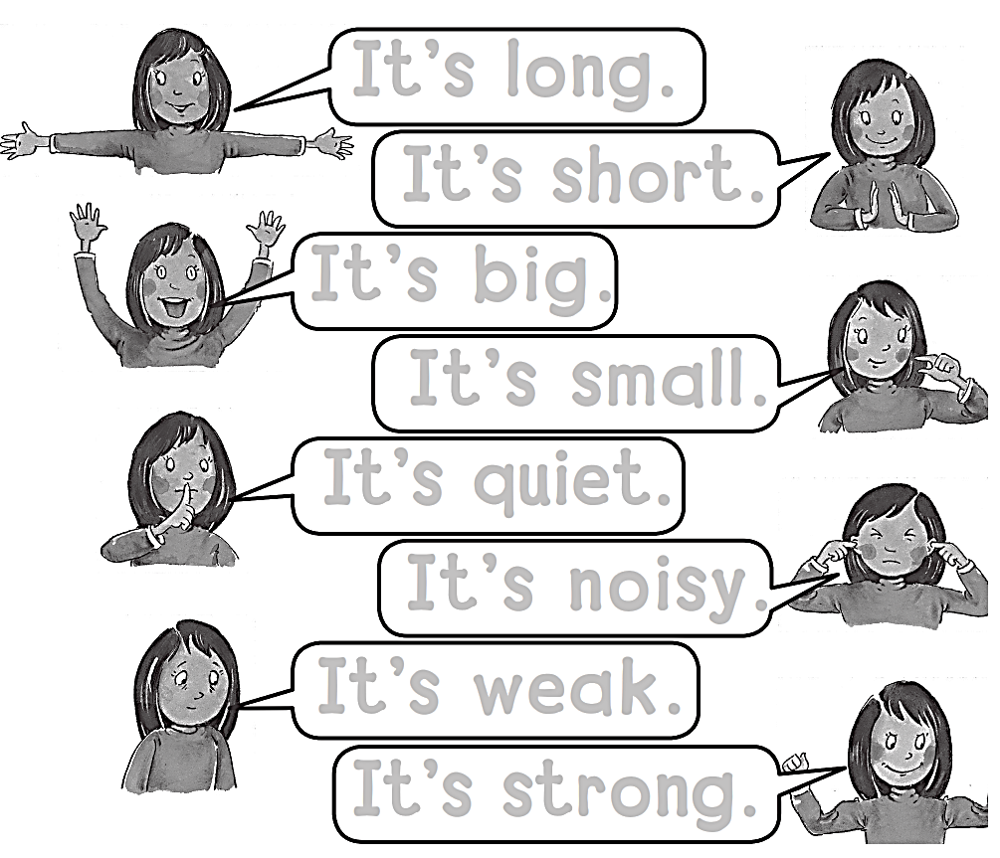 It's long.
It's short.
It's big.
It's small.
It's quiet.
It's noisy.
It's weak.
It's strong.